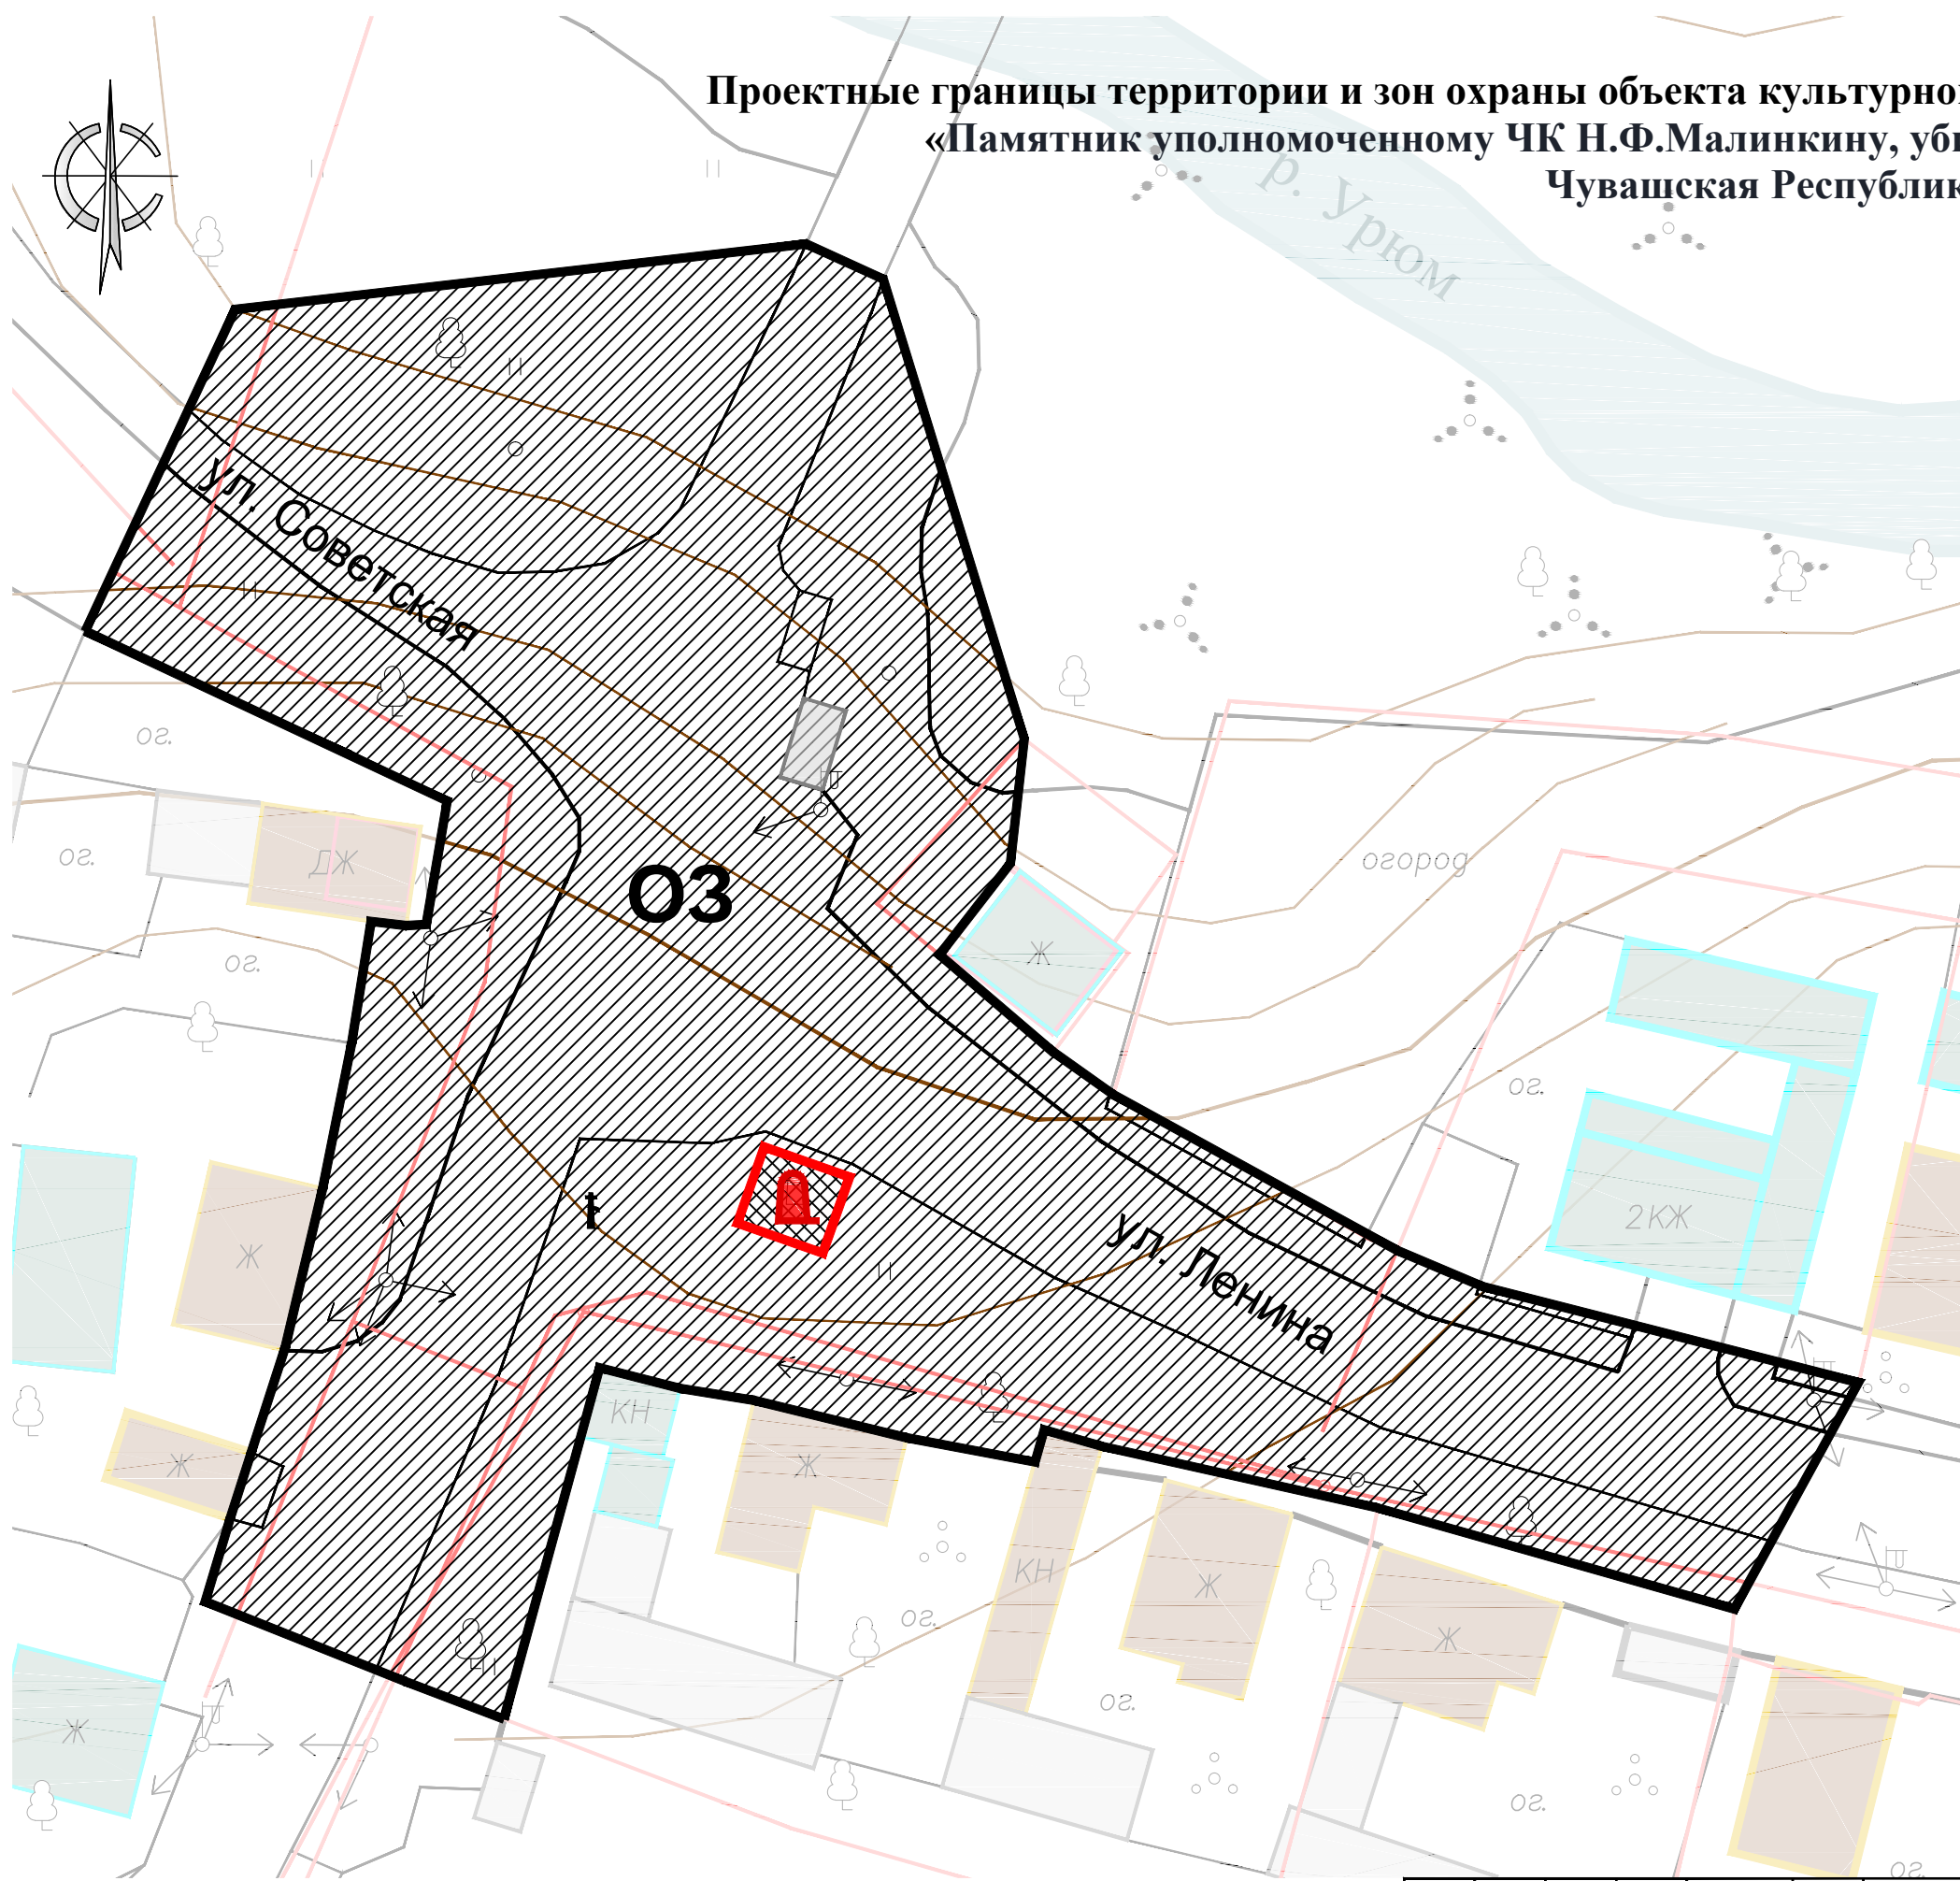 Проектные границы территории и зон охраны объекта культурно
«Памятник уполномоченному ЧК Н.Ф.Малинкину, уб
Чувашская Республик
р. Урюм
ул. Советская
ог.
ДЖ
ог.
ОЗ
огород
ог.
Ж
ог.
2КЖ
ул. Ленина
Ж
КН
Ж
Ж
КН
Ж
ог.
Ж
Ж
ог.
ог.
ог.